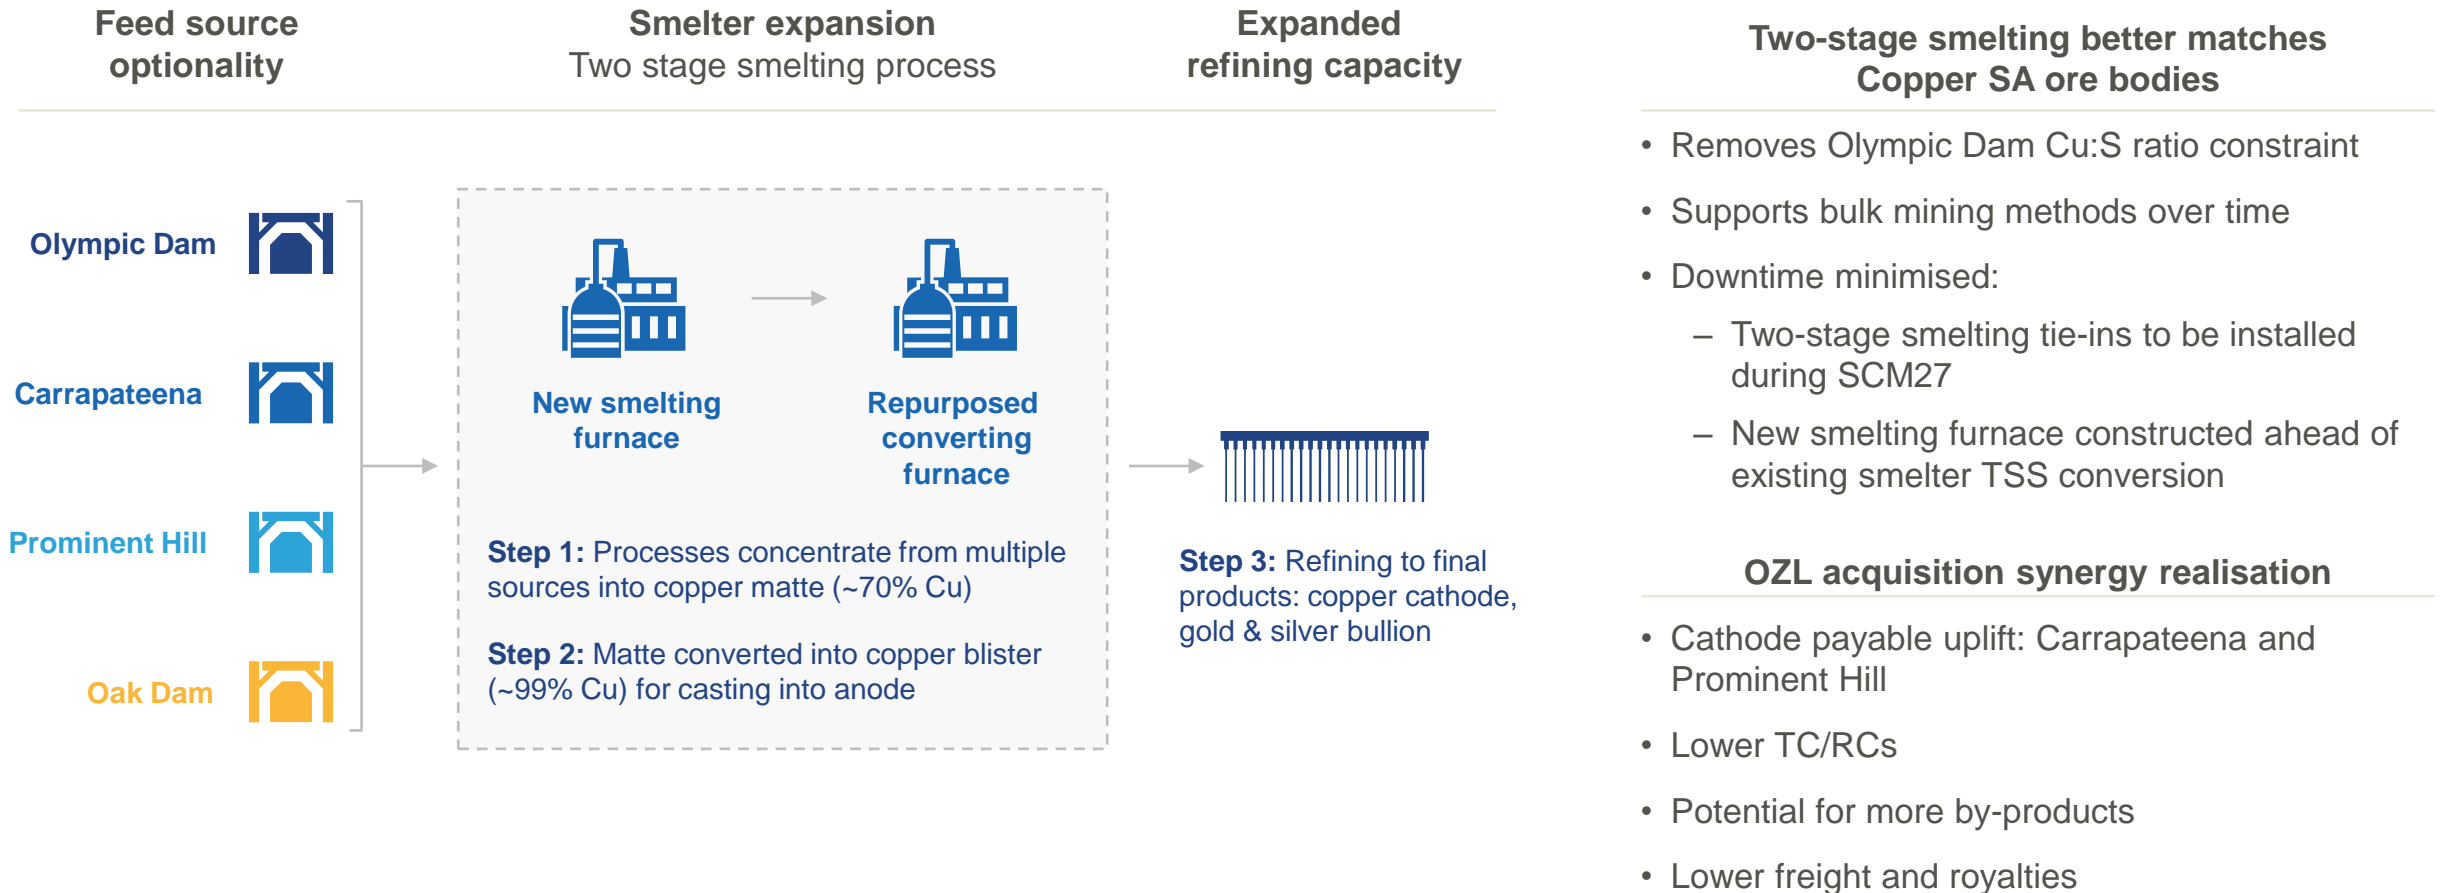 Feed source
optionality
Smelter expansion
Two stage smelting process
Expanded
refining capacity
Olympic Dam
Carrapateena
Prominent Hill
Oak Dam
New smelting
furnace
Repurposed
converting
furnace
Step 1: Processes concentrate from multiple
sources into copper matte (~70% Cu)
Step 2: Matte converted into copper blister
(~99% Cu) for casting into anode
Step 3: Refining to final
products: copper cathode,
gold & silver bullion
Two-stage smelting better matches
Copper SA ore bodies
• Removes Olympic Dam Cu:S ratio constraint
• Supports bulk mining methods over time
• Downtime minimised:
– Two-stage smelting tie-ins to be installed
during SCM27
– New smelting furnace constructed ahead of
existing smelter TSS conversion
OZL acquisition synergy realisation
• Cathode payable uplift: Carrapateena and
Prominent Hill
• Lower TC/RCs
• Potential for more by-products
• Lower freight and royalties